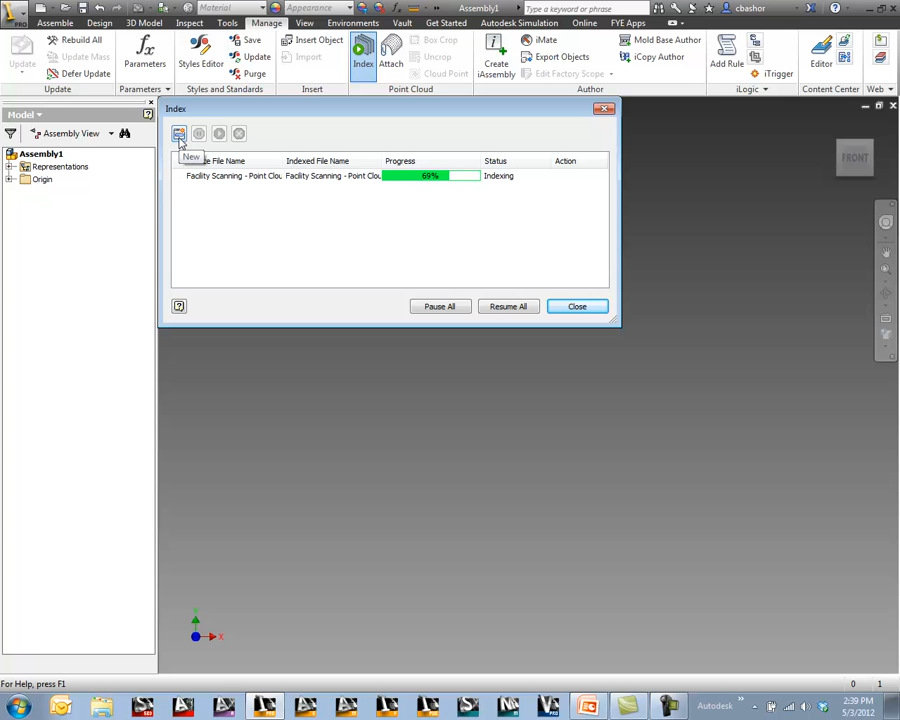 Material
Appearance
Assembly1
Type a keyword or phrase
cbashor
PRO
Assembly Design 3D Model Inspect Tools Manage View Environments Vault Get Started Autodesk Simulation Online FYE Apps
Update
Rebuild All
Update Mass
Defer Update
Parameters
Styles Editor
Save
Update
Purge
Insert Object
Import
Index
Attach
Box Crop
Uncrop
Cloud Point
Create iAssembly
iMate
Export Objects
Edit Factory Scope
Mold Base Author
iCopy Author
Add Rule
iTrigger
Editor
Update Parameters Styles and Standards Insert Point Cloud Author iLogic Content Center Web
Model
Assembly View
Assembly1
Representations
Origin
Index
New
File Name Indexed File Name Progress Status Action
Facility Scanning - Point Clou Facility Scanning - Point Clou 69% Indexing
Pause All Resume All Close
FRONT
Y
X
For Help, press F1
0 1
Autodesk
2:39 PM
5/3/2012